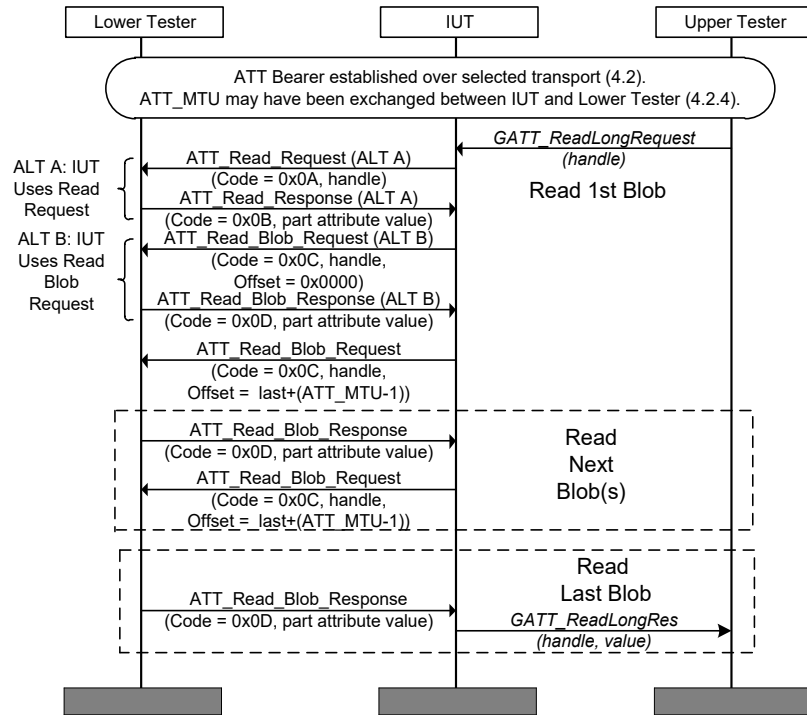 Lower Tester
IUT
Upper Tester
ATT Bearer established over selected transport (4.2).
ATT_MTU may have been exchanged between IUT and Lower Tester (4.2.4).
GATT_ReadLongRequest
(handle)
Read 1st Blob
ALT A: IUT
Uses Read
Request
ATT_Read_Request (ALT A)
(Code = 0x0A, handle)
ATT_Read_Response (ALT A)
(Code = 0x0B, part attribute value)
ALT B: IUT
Uses Read
Blob
Request
ATT_Read_Blob_Request (ALT B)
(Code = 0x0C, handle,
Offset = 0x0000)
ATT_Read_Blob_Response (ALT B)
(Code = 0x0D, part attribute value)
ATT_Read_Blob_Request
(Code = 0x0C, handle,
Offset = last+(ATT_MTU-1))
ATT_Read_Blob_Response
(Code = 0x0D, part attribute value)
ATT_Read_Blob_Request
(Code = 0x0C, handle,
Offset = last+(ATT_MTU-1))
Read
Next
Blob(s)
Read
Last Blob
ATT_Read_Blob_Response
(Code = 0x0D, part attribute value)
GATT_ReadLongRes
(handle, value)